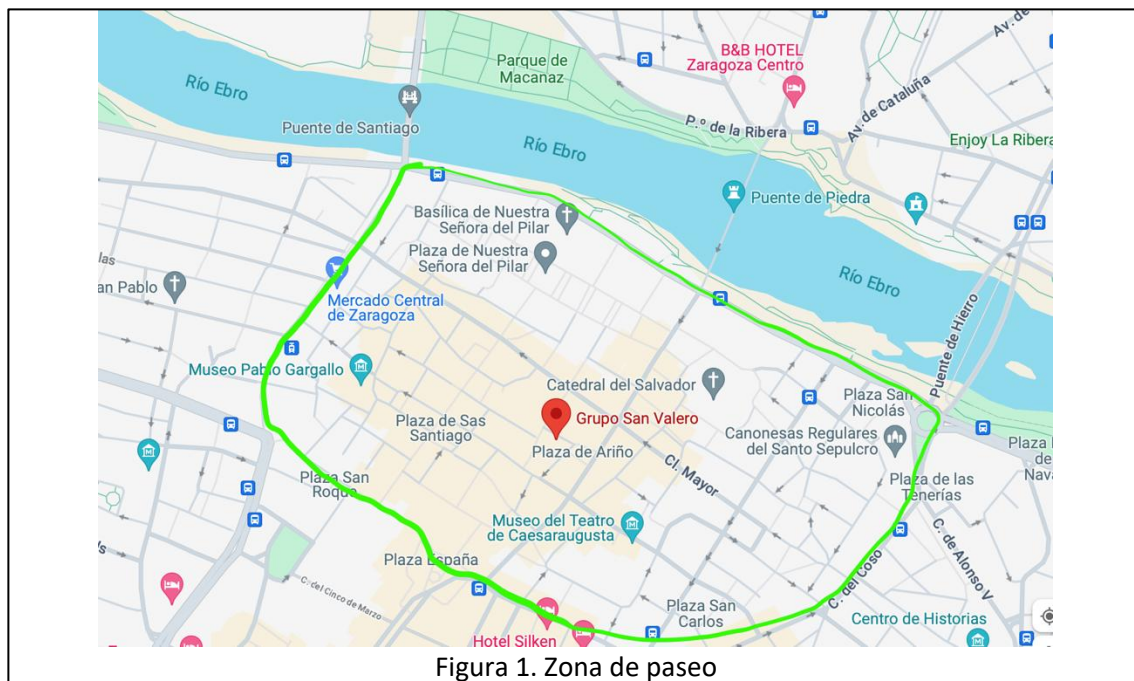 B&B HOTEL
Zaragoza Centro
Av. de
Parque de
Macanaz
Río Ebro
Av. de Cataluña
P.º de la Ribera
Puente de Santiago
Río Ebro
Enjoy La Ribera
Puente de Piedra
Basílica de Nuestra
Señora del Pilar
Plaza de Nuestra
Señora del Pilar
las
an Pablo
Río Ebro
Mercado Central
de Zaragoza
Puente de Hierro
Museo Pablo Gargallo
Catedral del Salvador
Plaza San
Nicolás
Plaza de Sas
Santiago
Grupo San Valero
Plaza de Ariño
Canonesas Regulares
del Santo Sepulcro
Plaza
de
Nav
Cl. Mayor
Plaza San
Roque
Plaza de las
Tenerías
Museo del Teatro
de Caesaraugusta
C. de Alonso V
Plaza España
C. del Cinco de Marzo
C. del Coso
Plaza San
Carlos
Centro de Historias
Hotel Silken
Figura 1. Zona de paseo